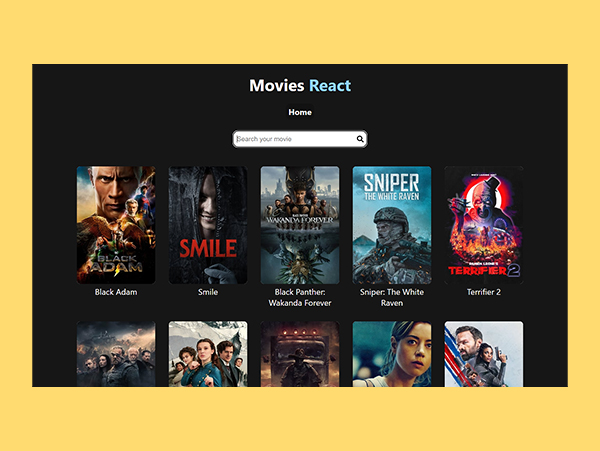 Movies React
Home
Search your movie
BLACK
ADAM
SMILE
WAKANDA FOREVER
SNIPER
THE WHITE RAVEN
TERRIFIER 2
Black Adam
Smile
Black Panther:
Wakanda Forever
Sniper: The White
Raven
Terrifier 2